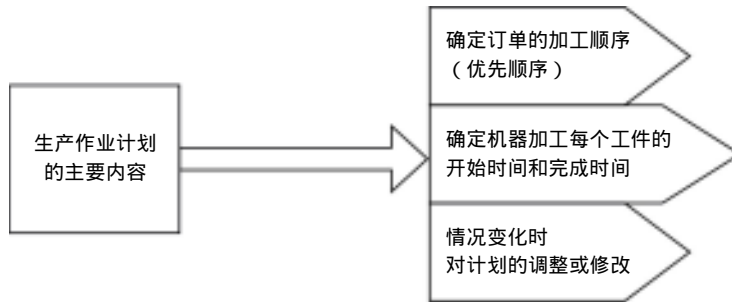 生产作业计划
的主要内容
确定订单的加工顺序
（优先顺序）
确定机器加工每个工件的
开始时间和完成时间
情况变化时
对计划的调整或修改